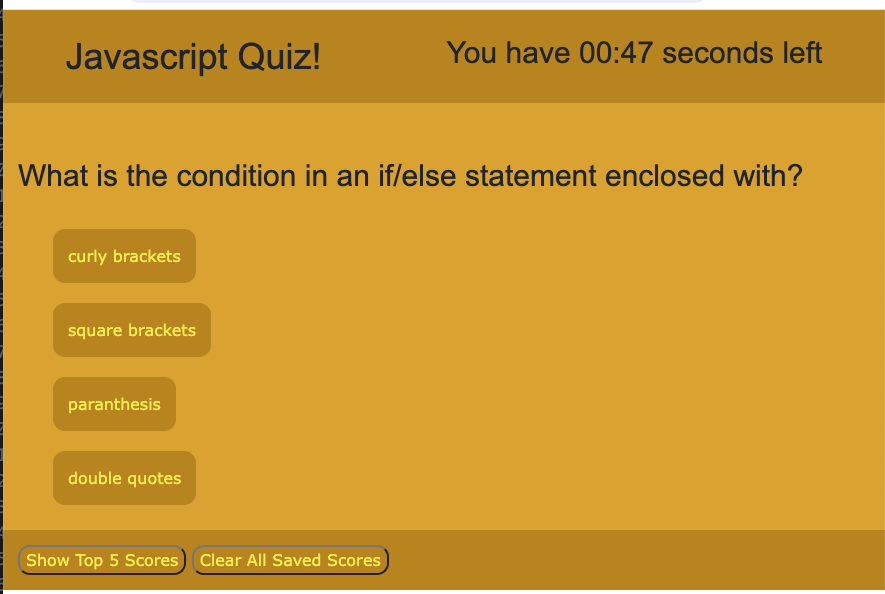 Javascript Quiz!
You have 00:47 seconds left
What is the condition in an if/else statement enclosed with?
curly brackets
square brackets
paranthesis
double quotes
Show Top 5 Scores
Clear All Saved Scores